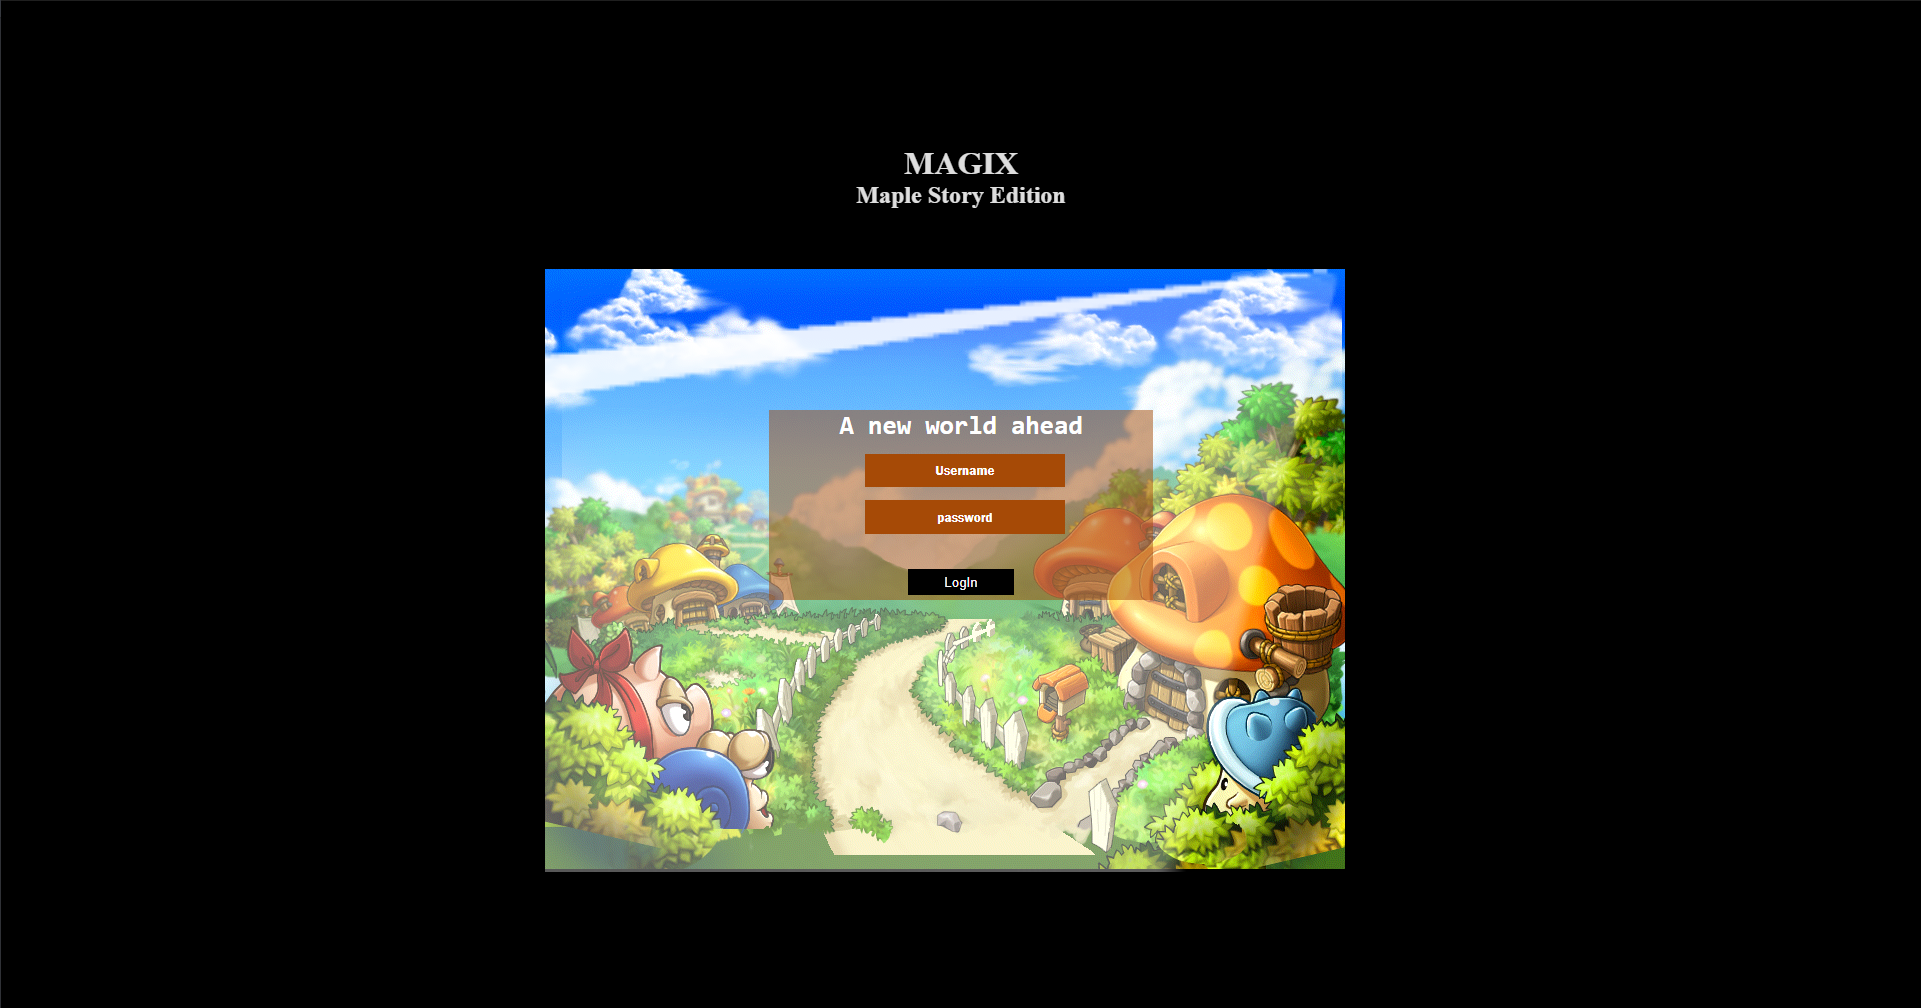 MAGIX
Maple Story Edition
A new world ahead
Username
password
LogIn